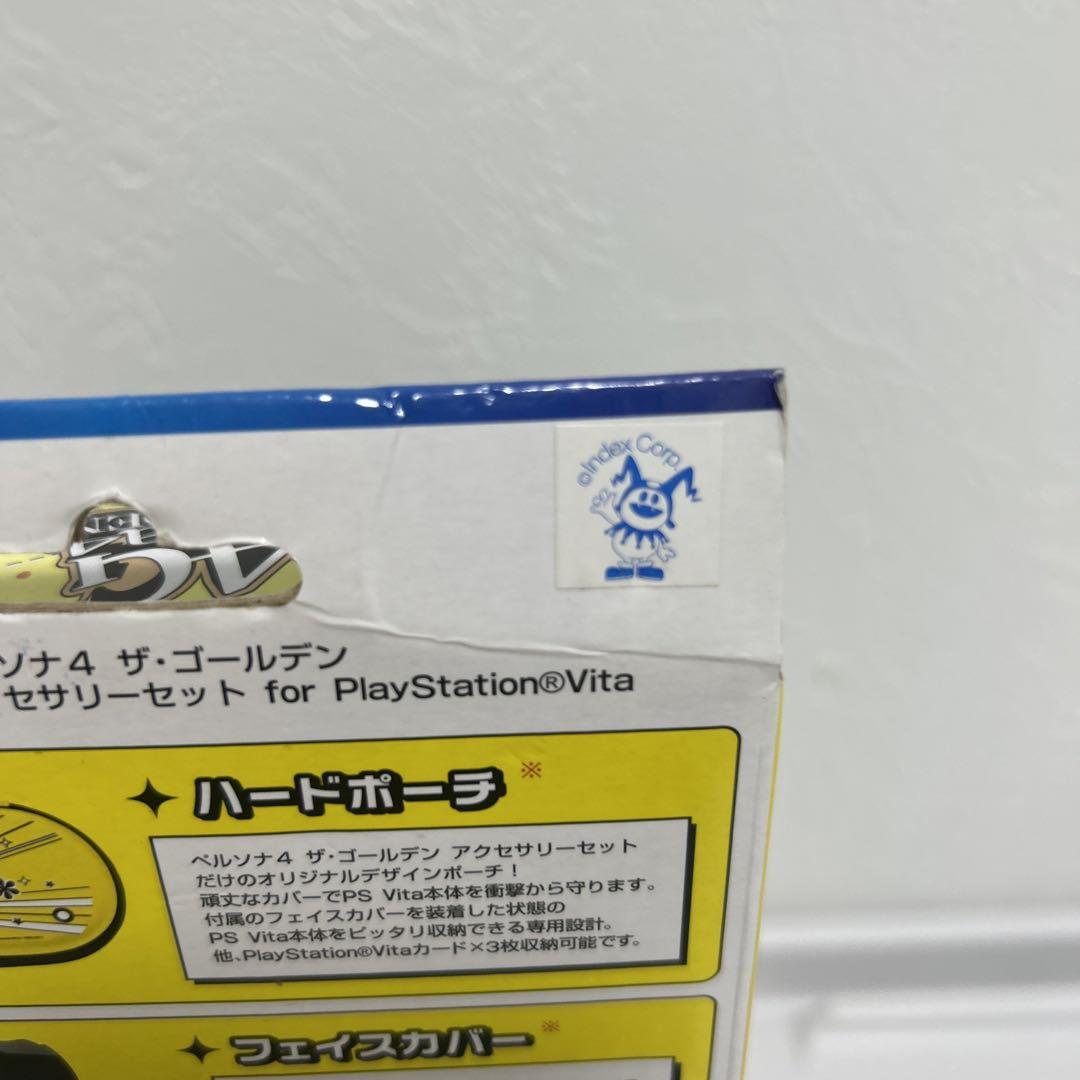 ©Index Corp.
ソナ4 ザ・ゴールデン
セサリーセット for PlayStation®Vita
ハードポーチ ※
ペルソナ4 ザ・ゴールデン アクセサリーセット
だけのオリジナルデザインポーチ！
頑丈なカバーでPS Vita本体を衝撃から守ります。
付属のフェイスカバーを装着した状態の
PS Vita本体をピッタリ収納できる専用設計。
他、PlayStation®Vitaカード×3枚収納可能です。
フェイスカバー ※